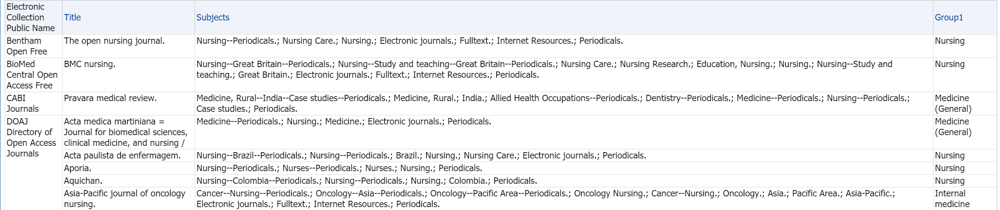 Electronic
Collection
Public Name
Title
Subjects
Group1
Bentham
Open Free
The open nursing journal.
Nursing--Periodicals.; Nursing Care.; Nursing.; Electronic journals.; Fulltext.; Internet Resources.; Periodicals.
Nursing
BioMed
Central Open
Access Free
BMC nursing.
Nursing--Great Britain--Periodicals.; Nursing--Study and teaching--Great Britain--Periodicals.; Nursing Care.; Nursing Research.; Education, Nursing.; Nursing.; Nursing--Study and
teaching.; Great Britain.; Electronic journals.; Fulltext.; Internet Resources.; Periodicals.
Nursing
CABI
Journals
Pravara medical review.
Medicine, Rural--India--Case studies--Periodicals.; Medicine, Rural.; India.; Allied Health Occupations--Periodicals.; Dentistry--Periodicals.; Medicine--Periodicals.; Nursing--Periodicals.;
Case studies.; Periodicals.
Medicine
(General)
DOAJ
Directory of
Open Access
Journals
Acta medica martiniana =
Journal for biomedical sciences,
clinical medicine, and nursing /
Medicine--Periodicals.; Nursing.; Medicine.; Electronic journals.; Periodicals.
Medicine
(General)
Acta paulista de enfermagem.
Nursing--Brazil--Periodicals.; Nursing--Periodicals.; Brazil.; Nursing.; Nursing Care.; Electronic journals.; Periodicals.
Nursing
Aporia.
Nursing--Periodicals.; Nurses--Periodicals.; Nurses.; Nursing.; Periodicals.
Nursing
Aquichan.
Nursing--Colombia--Periodicals.; Nursing--Periodicals.; Nursing.; Colombia.; Periodicals.
Nursing
Asia-Pacific journal of oncology
nursing.
Cancer--Nursing--Periodicals.; Oncology--Asia--Periodicals.; Oncology--Pacific Area--Periodicals.; Oncology Nursing.; Cancer--Nursing.; Oncology.; Asia.; Pacific Area.; Asia-Pacific.;
Electronic journals.; Fulltext.; Internet Resources.; Periodicals.
Internal
medicine